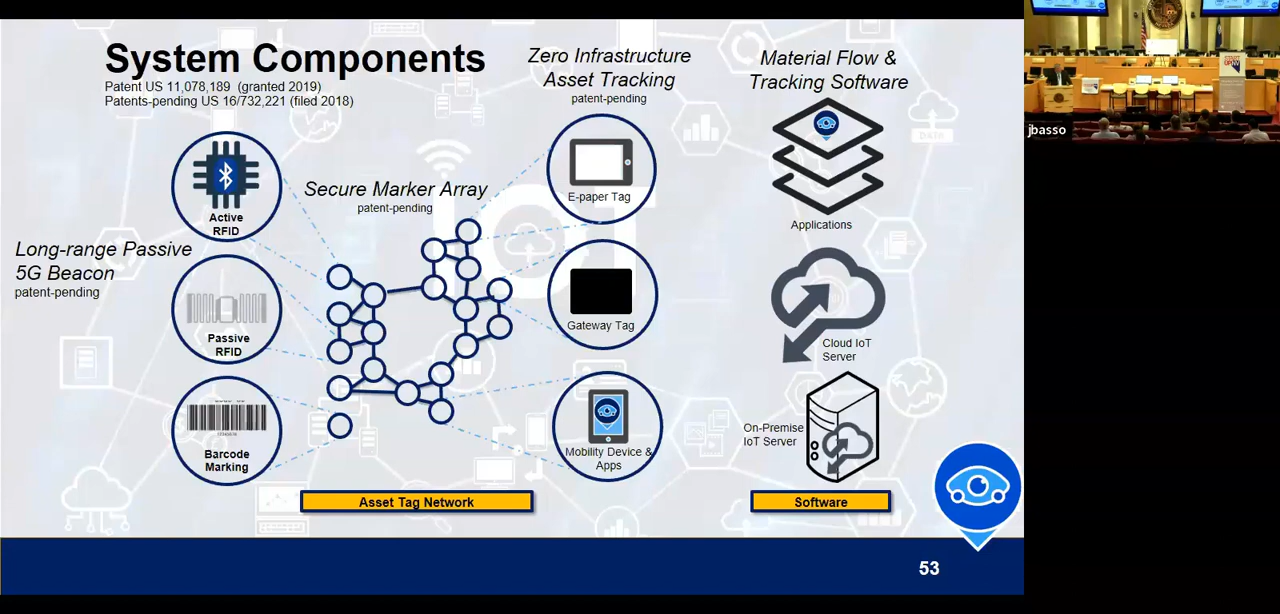 System Components
Patent US 11,078,189 (granted 2019)
Patents-pending US 16/732,221 (filed 2018)
Zero Infrastructure
Asset Tracking
patent-pending
Material Flow &
Tracking Software
Active
RFID
Secure Marker Array
patent-pending
E-paper Tag
Applications
Long-range Passive
5G Beacon
patent-pending
Passive
RFID
Gateway Tag
Cloud IoT
Server
Barcode
Marking
Mobility Device &
Apps
On-Premise
IoT Server
Asset Tag Network
Software
53
jbasso